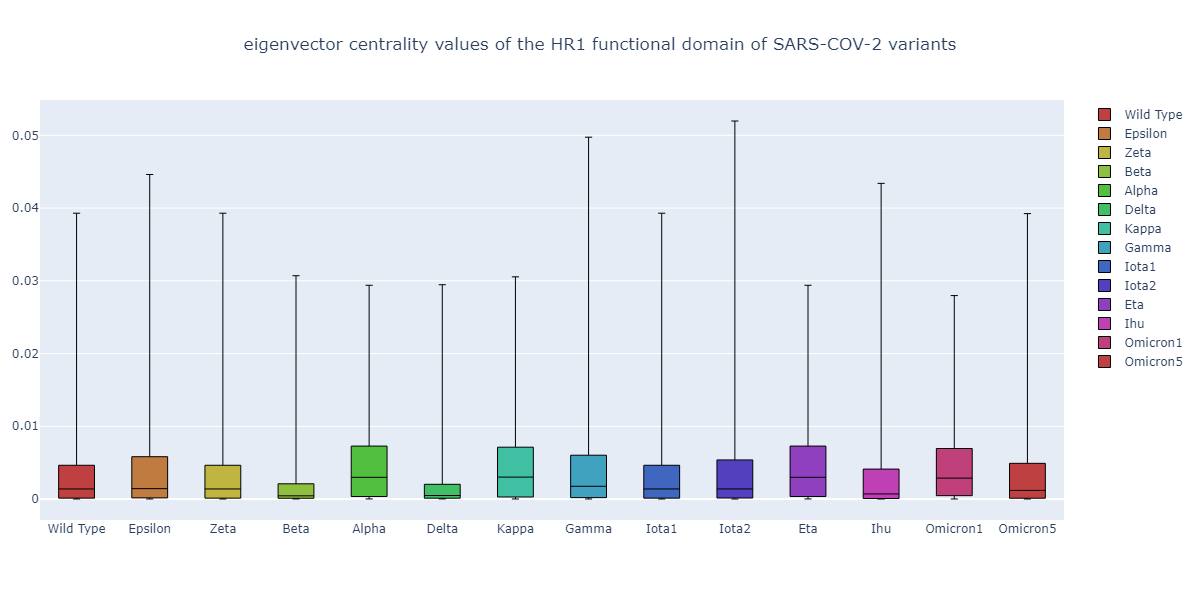 eigenvector centrality values of the HR1 functional domain of SARS-COV-2 variants
0.05
0.04
0.03
0.02
0.01
0
Wild Type Epsilon Zeta Beta Alpha Delta Kappa Gamma Iota1 Iota2 Eta Ihu Omicron1 Omicron5
Wild Type
Epsilon
Zeta
Beta
Alpha
Delta
Kappa
Gamma
Iota1
Iota2
Eta
Ihu
Omicron1
Omicron5